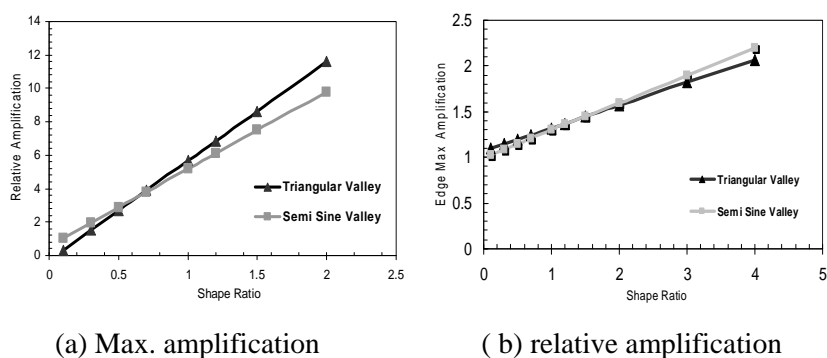 14
12
10
8
6
4
2
0
Relative Amplification
Triangular Valley
Semi Sine Valley
0 0.5 1 1.5 2 2.5
Shape Ratio
2.5
2
1.5
1
0.5
0
Edge Max Amplification
Triangular Valley
Semi Sine Valley
0 1 2 3 4 5
Shape Ratio
(a) Max. amplification
( b) relative amplification